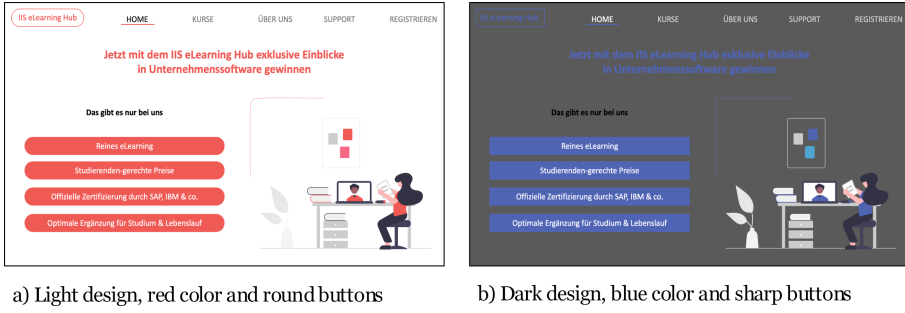 IIS eLearning Hub
HOME KURSE ÜBER UNS SUPPORT REGISTRIEREN
Jetzt mit dem IIS eLearning Hub exklusive Einblicke
in Unternehmenssoftware gewinnen
Das gibt es nur bei uns
Reines eLearning
Studierenden-gerechte Preise
Offizielle Zertifizierung durch SAP, IBM & co.
Optimale Ergänzung für Studium & Lebenslauf
a) Light design, red color and round buttons
IIS eLearning Hub
HOME KURSE ÜBER UNS SUPPORT REGISTRIEREN
Jetzt mit dem IIS eLearning Hub exklusive Einblicke
in Unternehmenssoftware gewinnen
Das gibt es nur bei uns
Reines eLearning
Studierenden-gerechte Preise
Offizielle Zertifizierung durch SAP, IBM & co.
Optimale Ergänzung für Studium & Lebenslauf
b) Dark design, blue color and sharp buttons